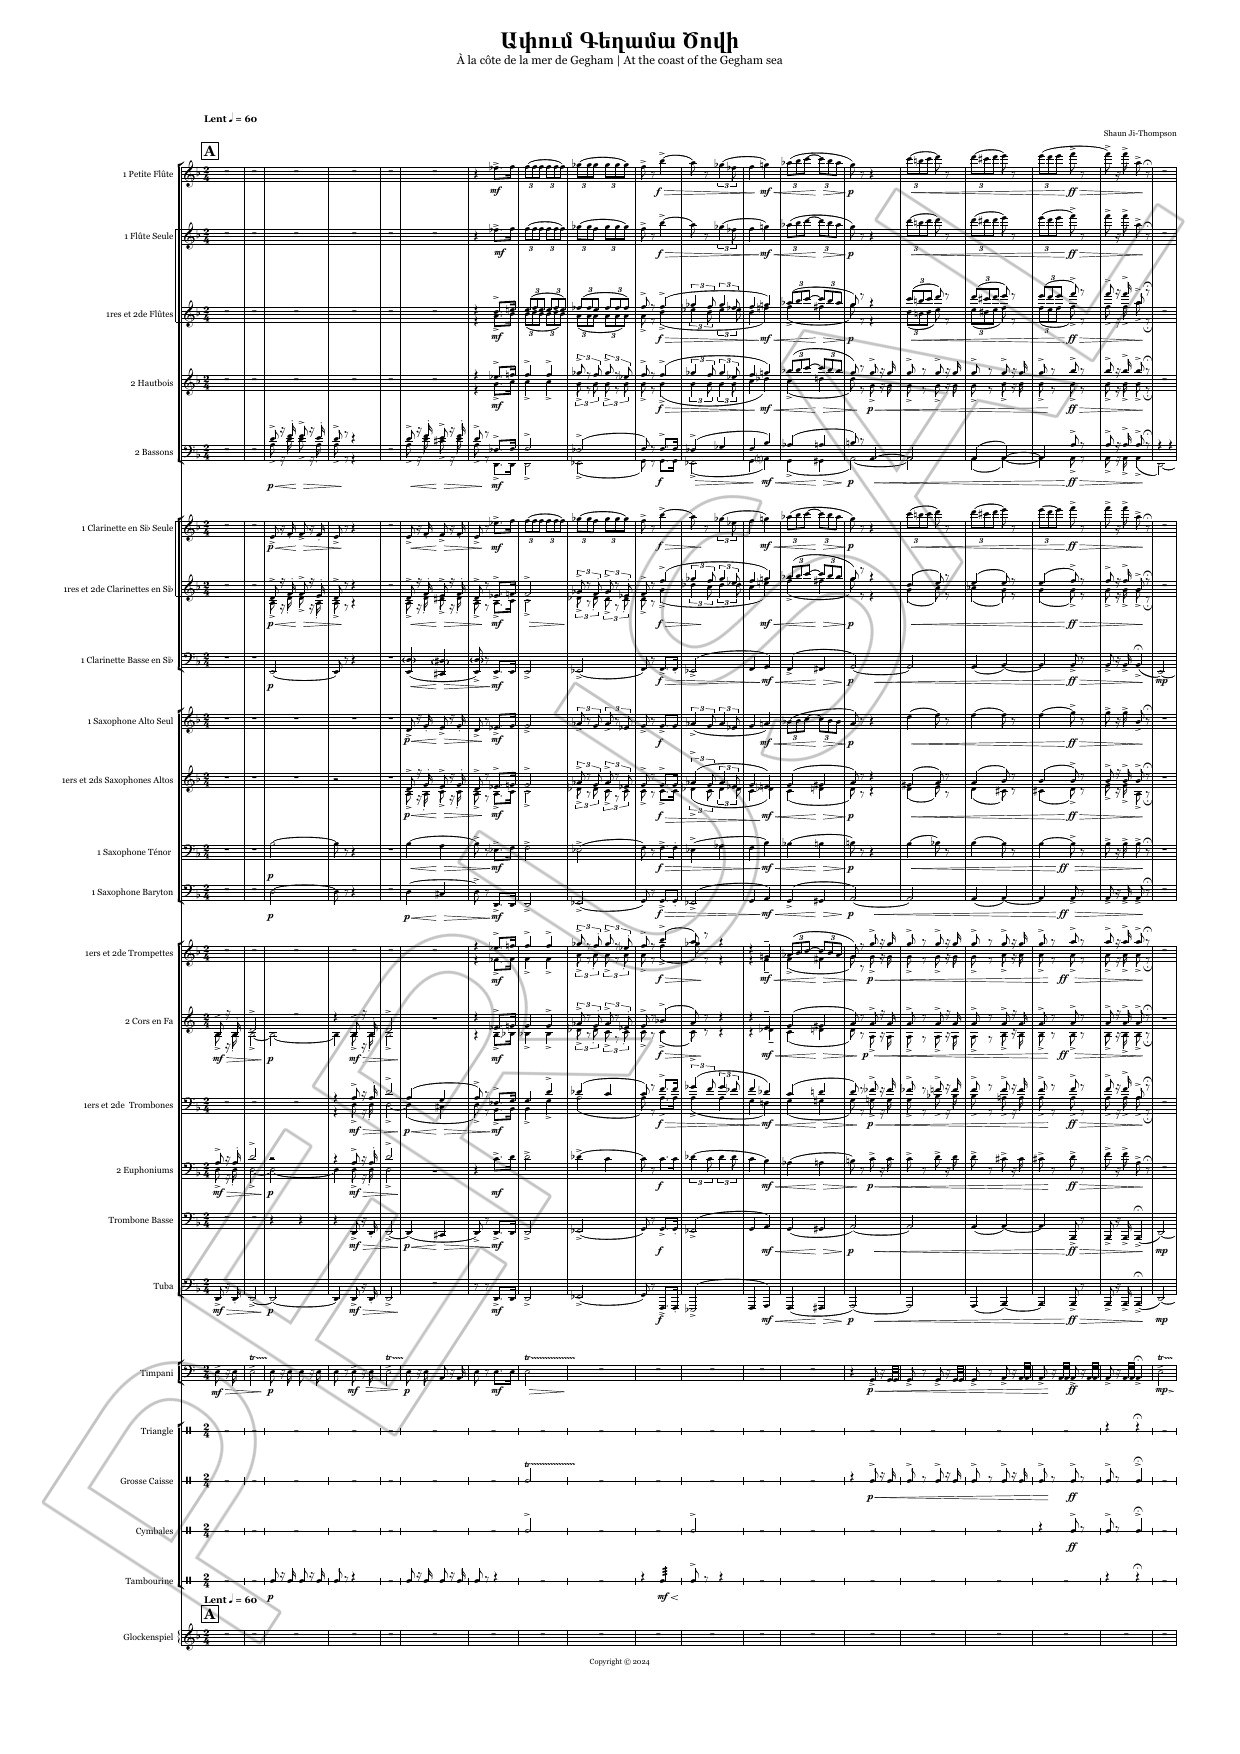 Ափում Գեղամա Ծովի
À la côte de la mer de Gegham | At the coast of the Gegham sea
Lent ♩ = 60
Shaun Ji-Thompson
A
1 Petite Flûte
1 Flûte Seule
1res et 2de Flûtes
2 Hautbois
2 Bassons
1 Clarinette en Si♭ Seule
1res et 2de Clarinettes en Si♭
1 Clarinette Basse en Si♭
1 Saxophone Alto Seul
1ers et 2ds Saxophones Altos
1 Saxophone Ténor
1 Saxophone Baryton
1ers et 2de Trompettes
2 Cors en Fa
1ers et 2de Trombones
2 Euphoniums
Trombone Basse
Tuba
Timpani
Triangle
Grosse Caisse
Cymbales
Tambourine
Lent ♩ = 60
A
Glockenspiel
Copyright © 2024
PERUSAL